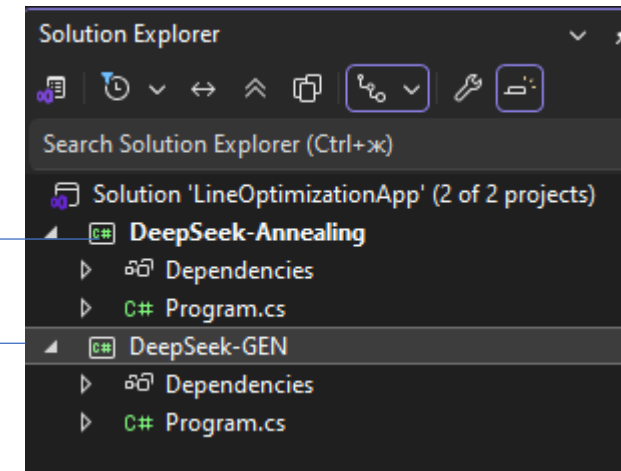 Solution Explorer
Search Solution Explorer (Ctrl+ж)
Solution 'LineOptimizationApp' (2 of 2 projects)
C# DeepSeek-Annealing
Dependencies
C# Program.cs
C# DeepSeek-GEN
Dependencies
C# Program.cs